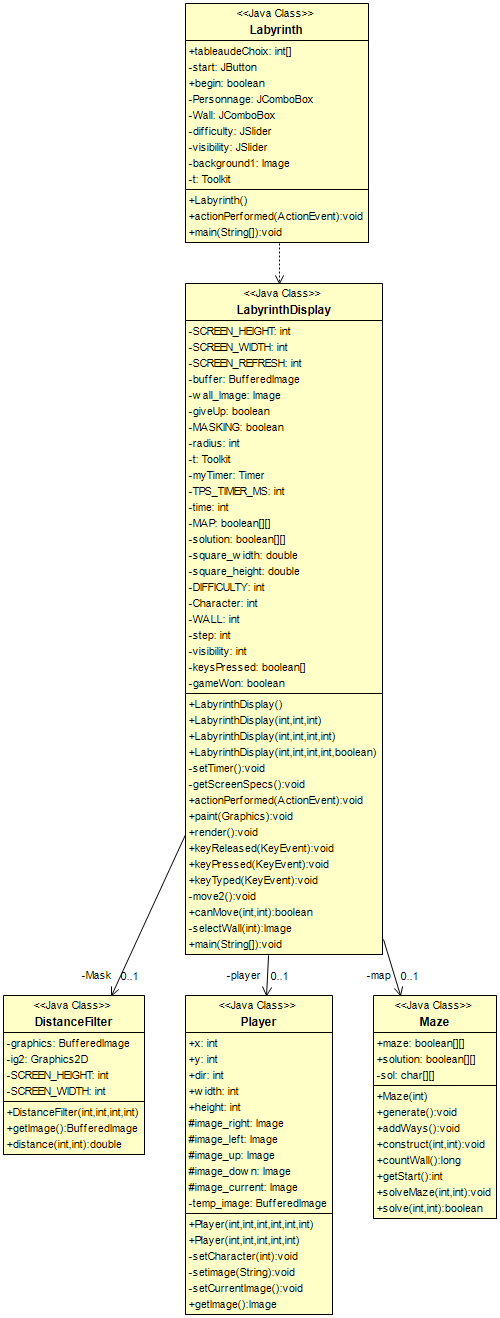 <<Java Class>>
Labyrinth
+tableaudeChoix: int[]
-start: JButton
+begin: boolean
-Personnage: JComboBox
-Wall: JComboBox
-difficulty: JSlider
-visibility: JSlider
-background1: Image
-t: Toolkit
+Labyrinth()
+actionPerformed(ActionEvent):void
+main(String[]):void
<<Java Class>>
LabyrinthDisplay
-SCREEN_HEIGHT: int
-SCREEN_WIDTH: int
-SCREEN_REFRESH: int
-buffer: BufferedImage
-wall_Image: Image
-giveUp: boolean
-MASKING: boolean
-radius: int
-t: Toolkit
-myTimer: Timer
-TPS_TIMER_MS: int
-time: int
-MAP: boolean[][]
-solution: boolean[][]
-square_width: double
-square_height: double
-DIFFICULTY: int
-Character: int
-WALL: int
-step: int
-visibility: int
-keysPressed: boolean[]
-gameWon: boolean
+LabyrinthDisplay()
+LabyrinthDisplay(int,int,int)
+LabyrinthDisplay(int,int,int,int)
+LabyrinthDisplay(int,int,int,int,boolean)
-setTimer():void
-getScreenSpecs():void
+actionPerformed(ActionEvent):void
+paint(Graphics):void
+render():void
+keyReleased(KeyEvent):void
+keyPressed(KeyEvent):void
+keyTyped(KeyEvent):void
-move2():void
+canMove(int,int):boolean
-selectWall(int):Image
+main(String[]):void
-Mask 0..1
-player 0..1
-map 0..1
<<Java Class>>
DistanceFilter
-graphics: BufferedImage
-ig2: Graphics2D
-SCREEN_HEIGHT: int
-SCREEN_WIDTH: int
+DistanceFilter(int,int,int,int)
+getImage():BufferedImage
+distance(int,int):double
<<Java Class>>
Player
+x: int
+y: int
+dir: int
+width: int
+height: int
#image_right: Image
#image_left: Image
#image_up: Image
#image_down: Image
#image_current: Image
-temp_image: BufferedImage
+Player(int,int,int,int,int,int)
+Player(int,int,int,int,int)
-setCharacter(int):void
-setimage(String):void
-setCurrentImage():void
+getImage():Image
<<Java Class>>
Maze
+maze: boolean[][]
+solution: boolean[][]
-sol: char[][]
+Maze(int)
+generate():void
+addWays():void
+construct(int,int):void
+countWall():long
+getStart():int
+solveMaze(int,int):void
+solve(int,int):boolean